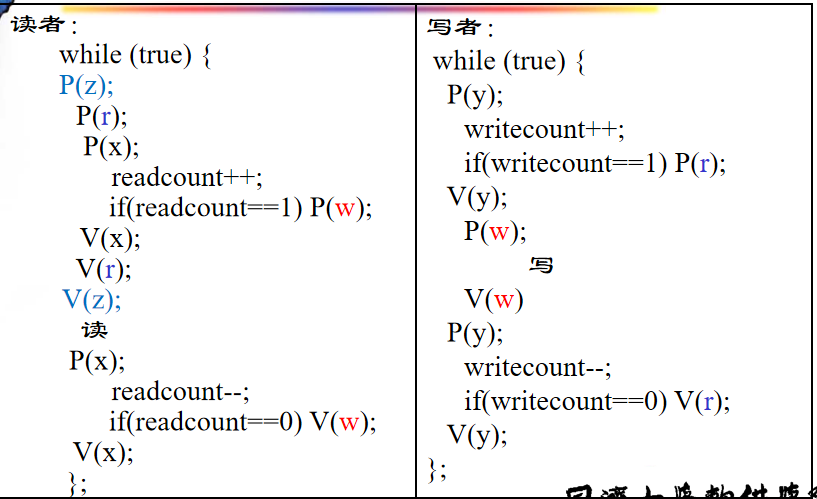 读者：
while (true) {
P(z);
P(r);
P(x);
readcount++;
if(readcount==1) P(w);
V(x);
V(r);
V(z);
读
P(x);
readcount--;
if(readcount==0) V(w);
V(x);
};
写者：
while (true) {
P(y);
writecount++;
if(writecount==1) P(r);
V(y);
P(w);
写
V(w)
P(y);
writecount--;
if(writecount==0) V(r);
V(y);
};